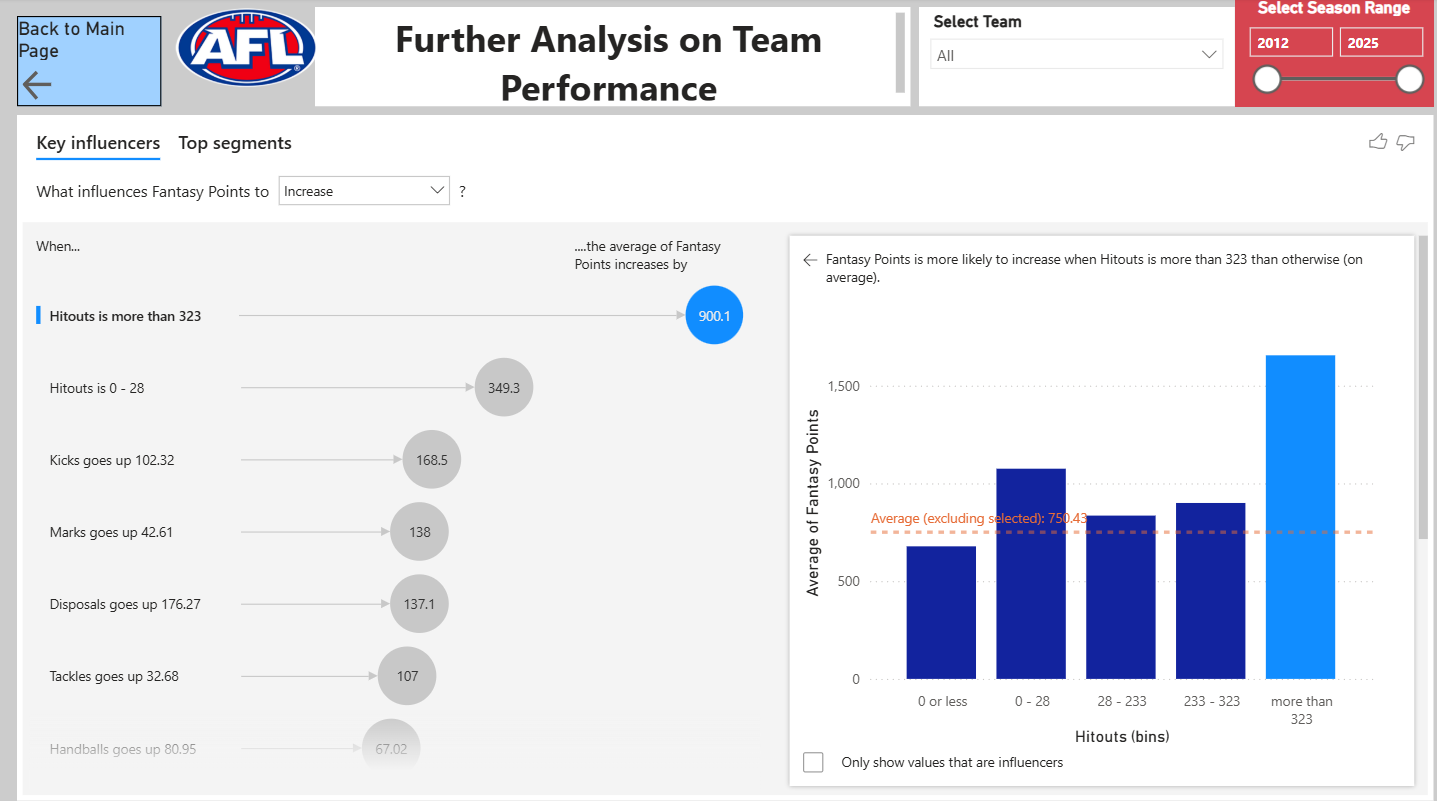 Back to Main
Page
AFL
Further Analysis on Team
Performance
Select Team
All
Select Season Range
2012
2025
Key influencers
Top segments
What influences Fantasy Points to
Increase
?
When...
....the average of Fantasy
Points increases by
Hitouts is more than 323
900.1
Hitouts is 0 - 28
349.3
Kicks goes up 102.32
168.5
Marks goes up 42.61
138
Disposals goes up 176.27
137.1
Tackles goes up 32.68
107
Handballs goes up 80.95
67.02
Fantasy Points is more likely to increase when Hitouts is more than 323 than otherwise (on
average).
Average of Fantasy Points
1,500
1,000
500
0
Average (excluding selected): 750.43
0 or less
0 - 28
28 - 233
233 - 323
more than
323
Hitouts (bins)
Only show values that are influencers